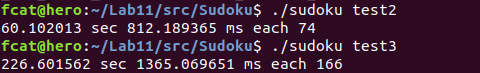 fcat@hero:~/Lab11/src/Sudoku$ ./sudoku test2
60.102013 sec 812.189365 ms each 74
fcat@hero:~/Lab11/src/Sudoku$ ./sudoku test3
226.601562 sec 1365.069651 ms each 166